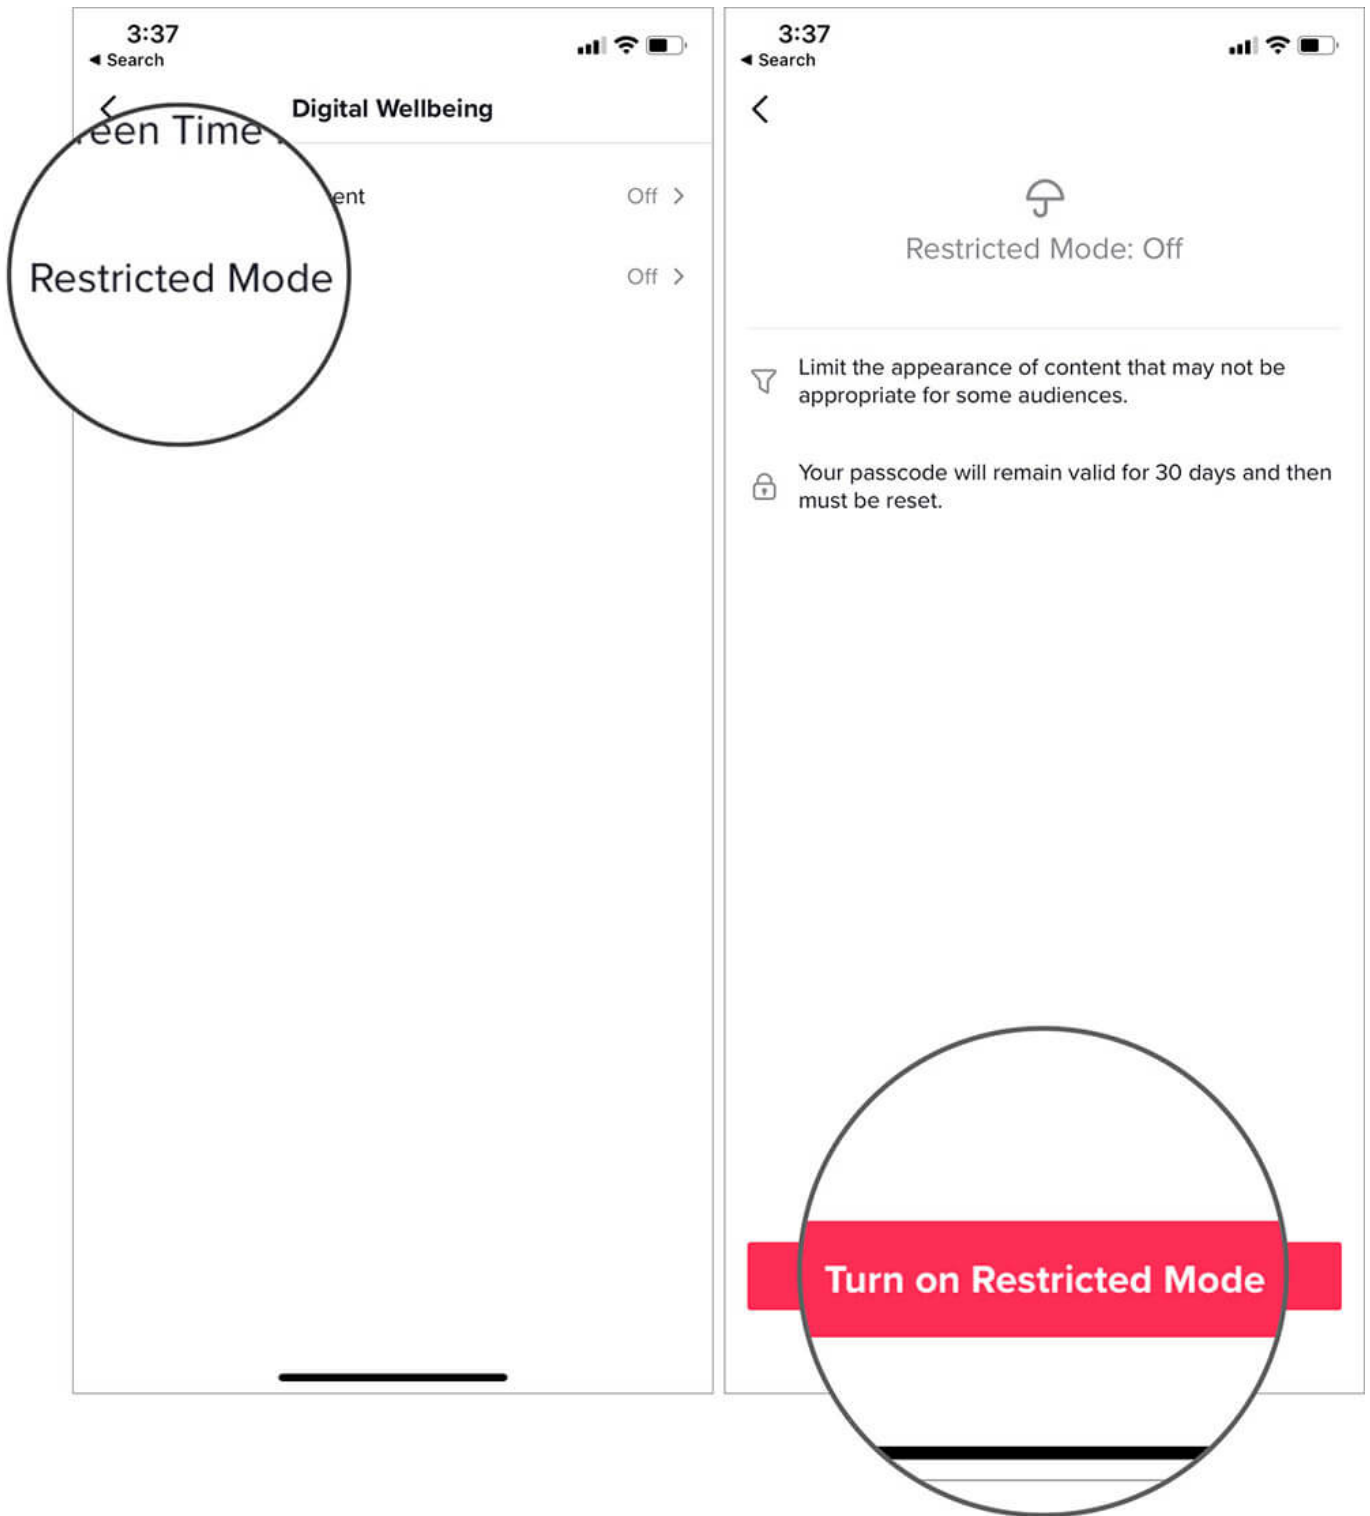 3:37
◀ Search
Digital Wellbeing
een Time
ent
Off >
Restricted Mode
Off >
3:37
◀ Search
Restricted Mode: Off
Limit the appearance of content that may not be
appropriate for some audiences.
Your passcode will remain valid for 30 days and then
must be reset.
Turn on Restricted Mode